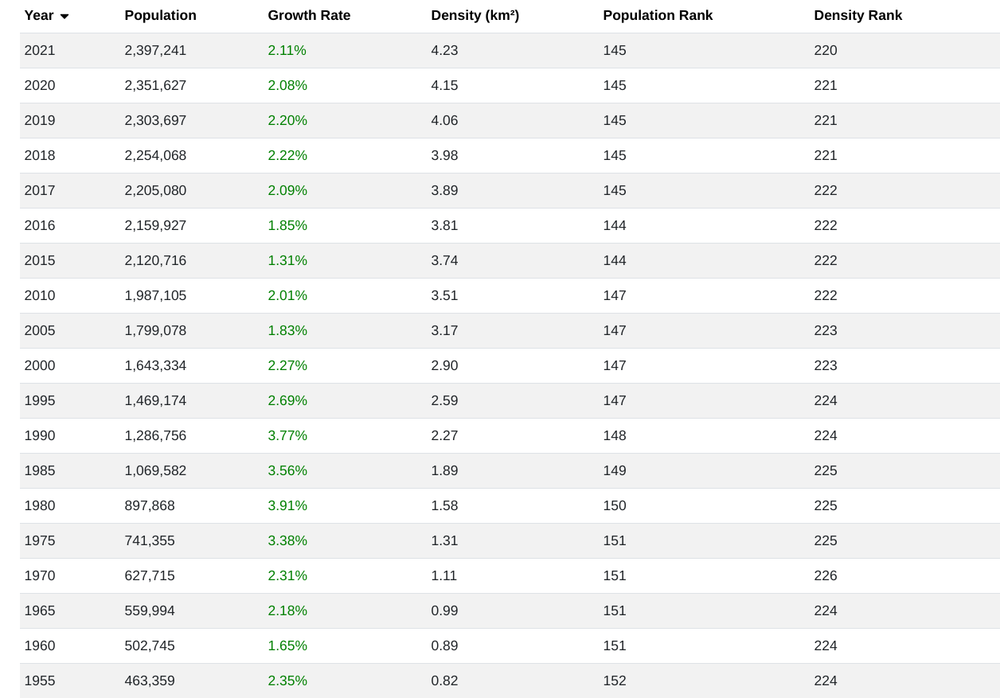 Year Population Growth Rate Density (km²) Population Rank Density Rank
2021 2,397,241 2.11% 4.23 145 220
2020 2,351,627 2.08% 4.15 145 221
2019 2,303,697 2.20% 4.06 145 221
2018 2,254,068 2.22% 3.98 145 221
2017 2,205,080 2.09% 3.89 145 222
2016 2,159,927 1.85% 3.81 144 222
2015 2,120,716 1.31% 3.74 144 222
2010 1,987,105 2.01% 3.51 147 222
2005 1,799,078 1.83% 3.17 147 223
2000 1,643,334 2.27% 2.90 147 223
1995 1,469,174 2.69% 2.59 147 224
1990 1,286,756 3.77% 2.27 148 224
1985 1,069,582 3.56% 1.89 149 225
1980 897,868 3.91% 1.58 150 225
1975 741,355 3.38% 1.31 151 225
1970 627,715 2.31% 1.11 151 226
1965 559,994 2.18% 0.99 151 224
1960 502,745 1.65% 0.89 151 224
1955 463,359 2.35% 0.82 152 224